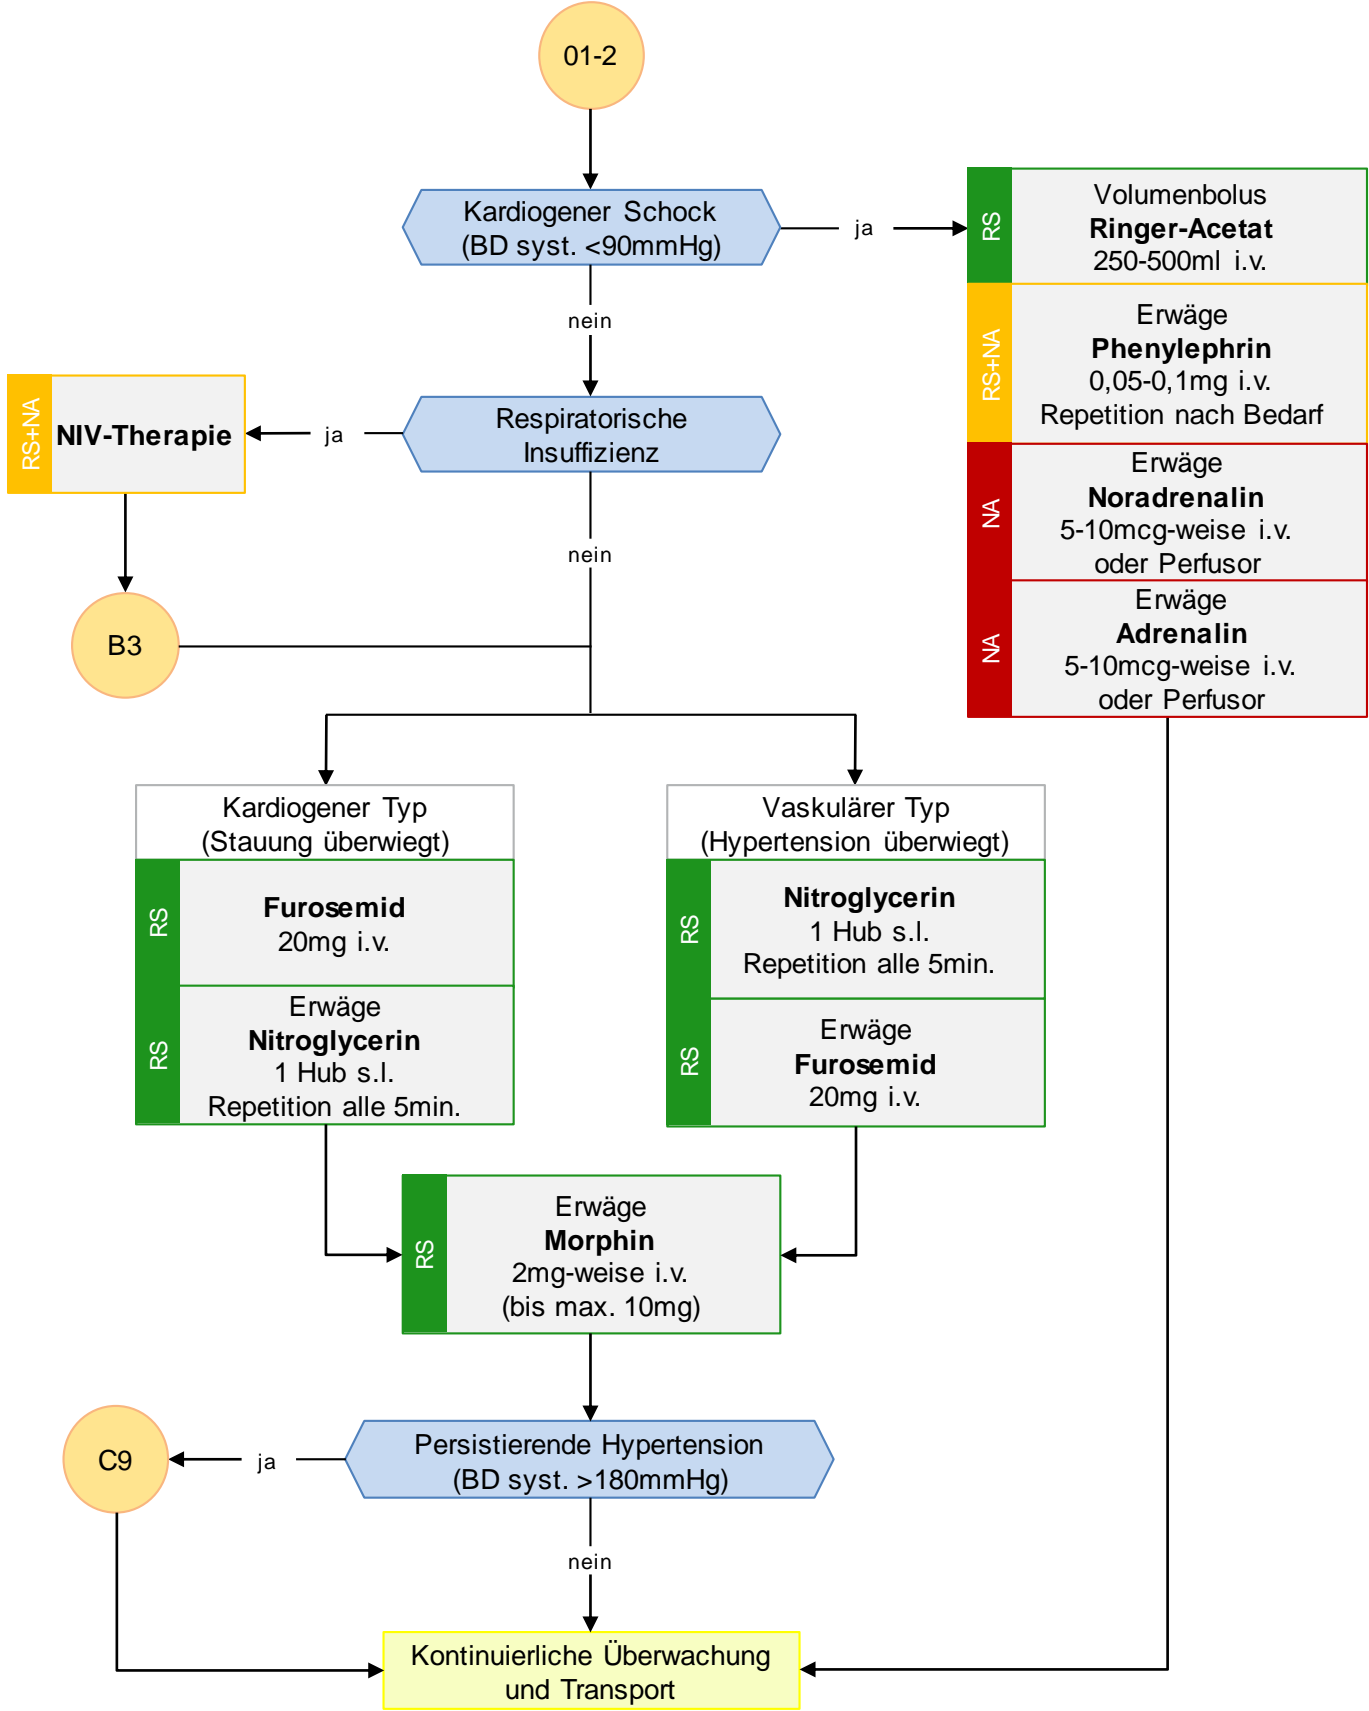 01-2
Kardiogener Schock
(BD syst. <90mmHg)
ja
RS
Volumenbolus
Ringer-Acetat
250-500ml i.v.
RS+NA
Erwäge
Phenylephrin
0,05-0,1mg i.v.
Repetition nach Bedarf
NA
Erwäge
Noradrenalin
5-10mcg-weise i.v.
oder Perfusor
NA
Erwäge
Adrenalin
5-10mcg-weise i.v.
oder Perfusor
nein
Respiratorische
Insuffizienz
ja
RS+NA
NIV-Therapie
B3
nein
Kardiogener Typ
(Stauung überwiegt)
RS
Furosemid
20mg i.v.
RS
Erwäge
Nitroglycerin
1 Hub s.l.
Repetition alle 5min.
Vaskulärer Typ
(Hypertension überwiegt)
RS
Nitroglycerin
1 Hub s.l.
Repetition alle 5min.
RS
Erwäge
Furosemid
20mg i.v.
RS
Erwäge
Morphin
2mg-weise i.v.
(bis max. 10mg)
Persistierende Hypertension
(BD syst. >180mmHg)
ja
C9
nein
Kontinuierliche Überwachung
und Transport